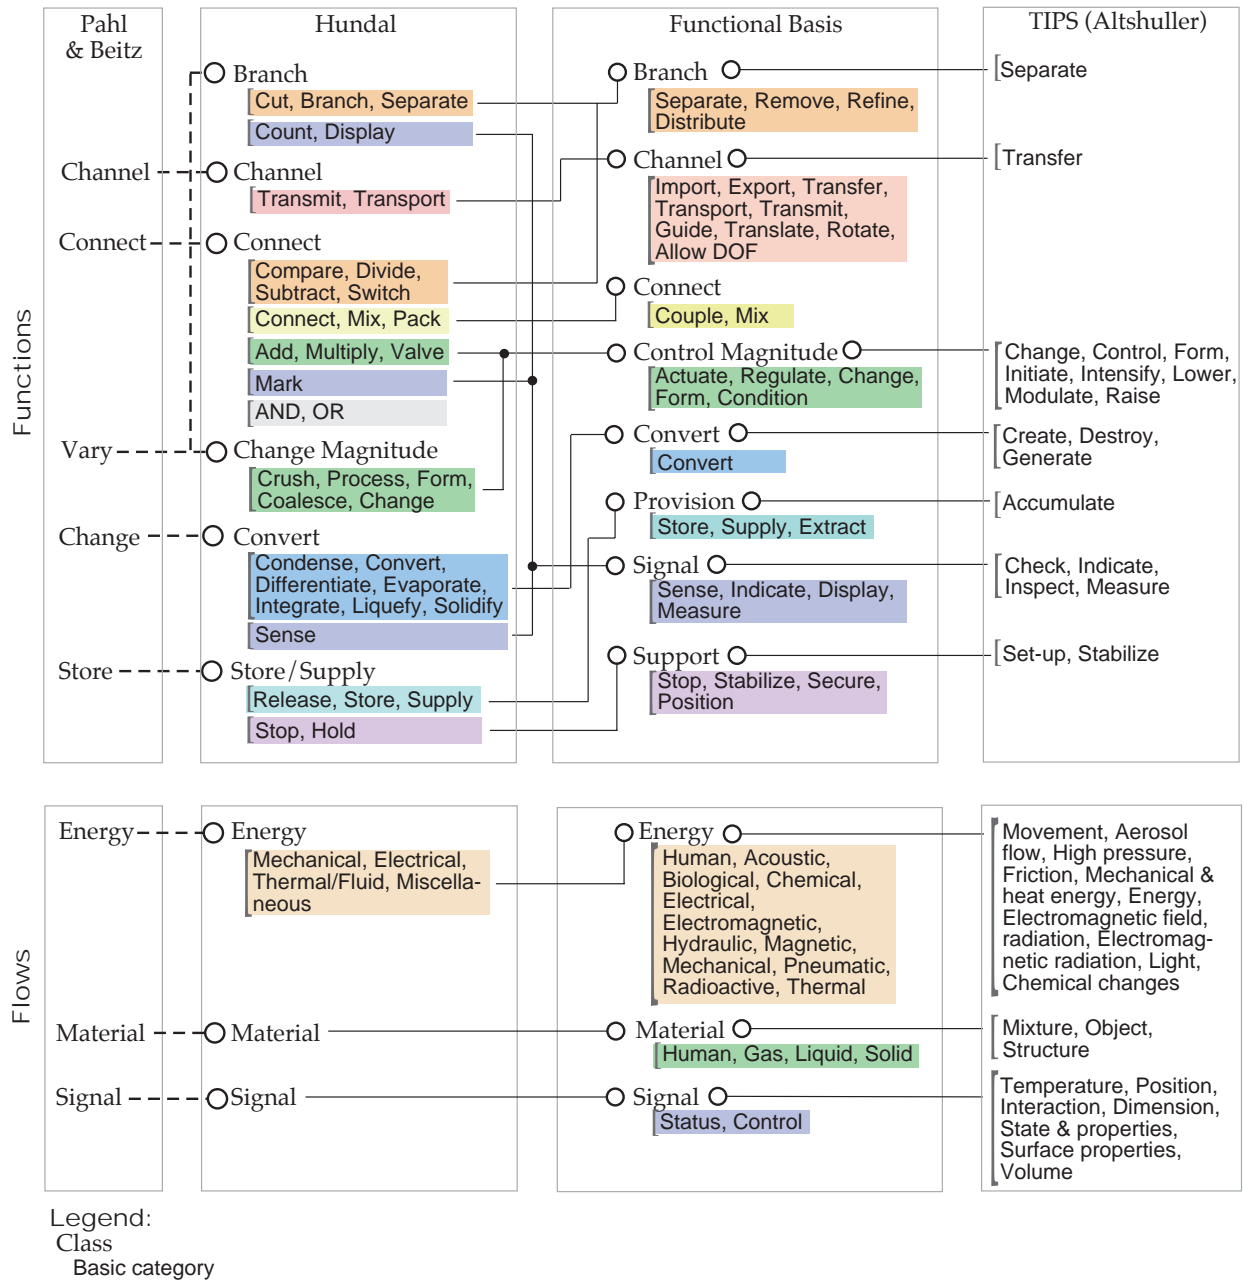 Pahl
& Beitz
Hundal
Functional Basis
TIPS (Altshuller)
Functions
Channel
Connect
Vary
Change
Store
Branch
Cut, Branch, Separate
Count, Display
Channel
Transmit, Transport
Connect
Compare, Divide,
Subtract, Switch
Connect, Mix, Pack
Add, Multiply, Valve
Mark
AND, OR
Change Magnitude
Crush, Process, Form,
Coalesce, Change
Convert
Condense, Convert,
Differentiate, Evaporate,
Integrate, Liquefy, Solidify
Sense
Store/Supply
Release, Store, Supply
Stop, Hold
Branch
Separate, Remove, Refine,
Distribute
Channel
Import, Export, Transfer,
Transport, Transmit,
Guide, Translate, Rotate,
Allow DOF
Connect
Couple, Mix
Control Magnitude
Actuate, Regulate, Change,
Form, Condition
Convert
Convert
Provision
Store, Supply, Extract
Signal
Sense, Indicate, Display,
Measure
Support
Stop, Stabilize, Secure,
Position
Separate
Transfer
Change, Control, Form,
Initiate, Intensify, Lower,
Modulate, Raise
Create, Destroy,
Generate
Accumulate
Check, Indicate,
Inspect, Measure
Set-up, Stabilize
Flows
Energy
Material
Signal
Energy
Mechanical, Electrical,
Thermal/Fluid, Miscella-
neous
Material
Signal
Energy
Human, Acoustic,
Biological, Chemical,
Electrical,
Electromagnetic,
Hydraulic, Magnetic,
Mechanical, Pneumatic,
Radioactive, Thermal
Material
Human, Gas, Liquid, Solid
Signal
Status, Control
Movement, Aerosol
flow, High pressure,
Friction, Mechanical &
heat energy, Energy,
Electromagnetic field,
radiation, Electromag-
netic radiation, Light,
Chemical changes
Mixture, Object,
Structure
Temperature, Position,
Interaction, Dimension,
State & properties,
Surface properties,
Volume
Legend:
Class
Basic category